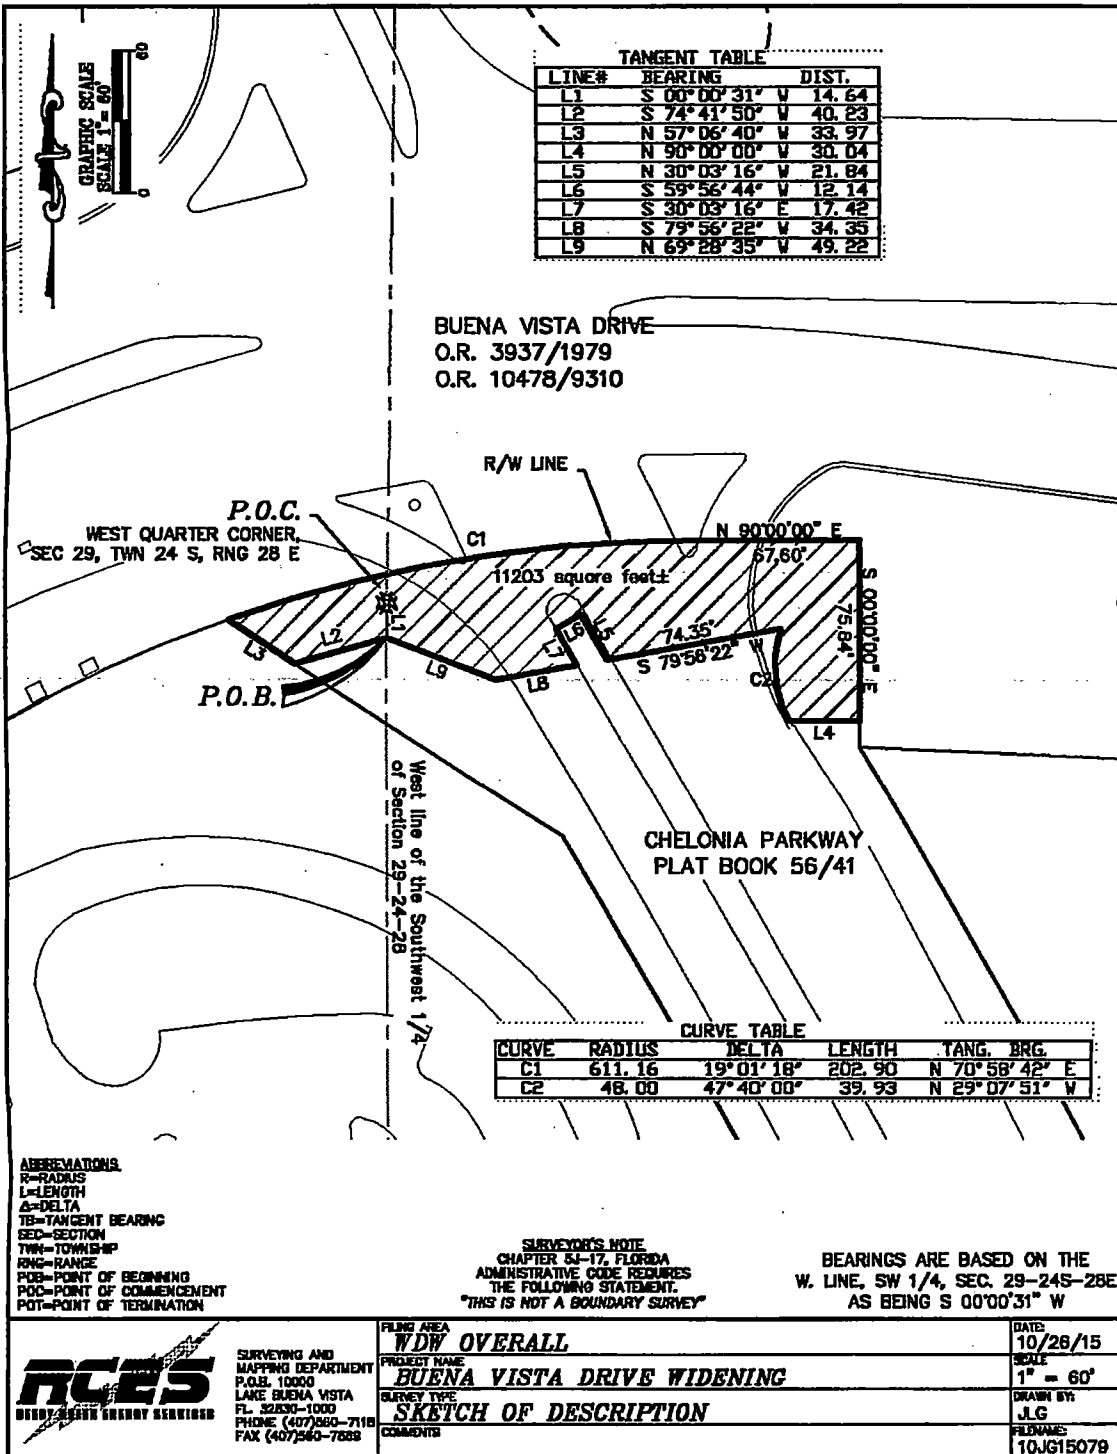 GRAPHIC SCALE
SCALE 1" = 60'
0
60
TANGENT TABLE
LINE# BEARING DIST.
L1 S 00°00'31" W 14.64
L2 S 74°41'50" W 40.23
L3 N 57°06'40" W 33.97
L4 N 90°00'00" W 30.04
L5 N 30°03'16" W 21.84
L6 S 59°56'44" W 12.14
L7 S 30°03'16" E 17.42
L8 S 79°56'22" W 34.35
L9 N 69°28'35" W 49.22
BUENA VISTA DRIVE
O.R. 3937/1979
O.R. 10478/9310
R/W LINE
P.O.C.
WEST QUARTER CORNER,
SEC 29, TWN 24 S, RNG 28 E
C1
N 90°00'00" E
67.60'
11203 square feet±
S 00°00'00" E
75.84'
L1
L2
L3
L5
L6
L7
74.35'
S 79°56'22" W
C2
L9
L8
L4
P.O.B.
West line of the Southwest 1/4
of Section 29-24-28
CHELONIA PARKWAY
PLAT BOOK 56/41
CURVE TABLE
CURVE RADIUS DELTA LENGTH TANG. BRG.
C1 611.16 19°01'18" 202.90 N 70°58'42" E
C2 48.00 47°40'00" 39.93 N 29°07'51" W
ABBREVIATIONS
R=RADIUS
L=LENGTH
Δ=DELTA
TB=TANGENT BEARING
SEC=SECTION
TWN=TOWNSHIP
RNG=RANGE
POB=POINT OF BEGINNING
POC=POINT OF COMMENCEMENT
POT=POINT OF TERMINATION
SURVEYOR'S NOTE
CHAPTER 5J-17, FLORIDA
ADMINISTRATIVE CODE REQUIRES
THE FOLLOWING STATEMENT.
"THIS IS NOT A BOUNDARY SURVEY"
BEARINGS ARE BASED ON THE
W. LINE, SW 1/4, SEC. 29-24S-28E
AS BEING S 00°00'31" W
RCES
REEDY CREEK ENERGY SERVICES
SURVEYING AND
MAPPING DEPARTMENT
P.O.B. 10000
LAKE BUENA VISTA
FL. 32830-1000
PHONE (407)560-7118
FAX (407)560-7689
FILING AREA
WDW OVERALL
PROJECT NAME
BUENA VISTA DRIVE WIDENING
SURVEY TYPE
SKETCH OF DESCRIPTION
COMMENTS
DATE:
10/26/15
SCALE
1" = 60'
DRAWN BY:
JLG
FILENAME:
10JG15079